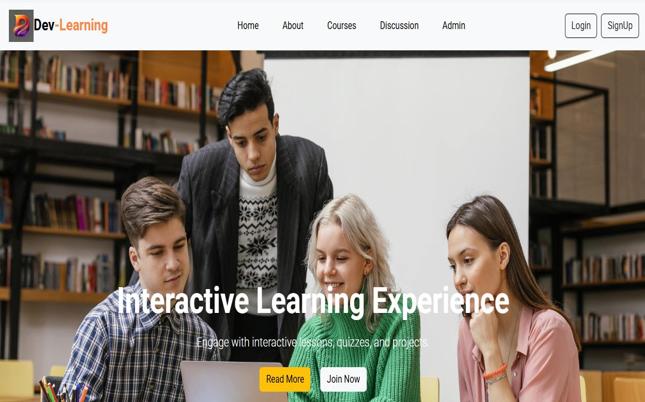 Dev-Learning
Home About Courses Discussion Admin
Login SignUp
Interactive Learning Experience
Engage with interactive lessons, quizzes, and projects.
Read More Join Now